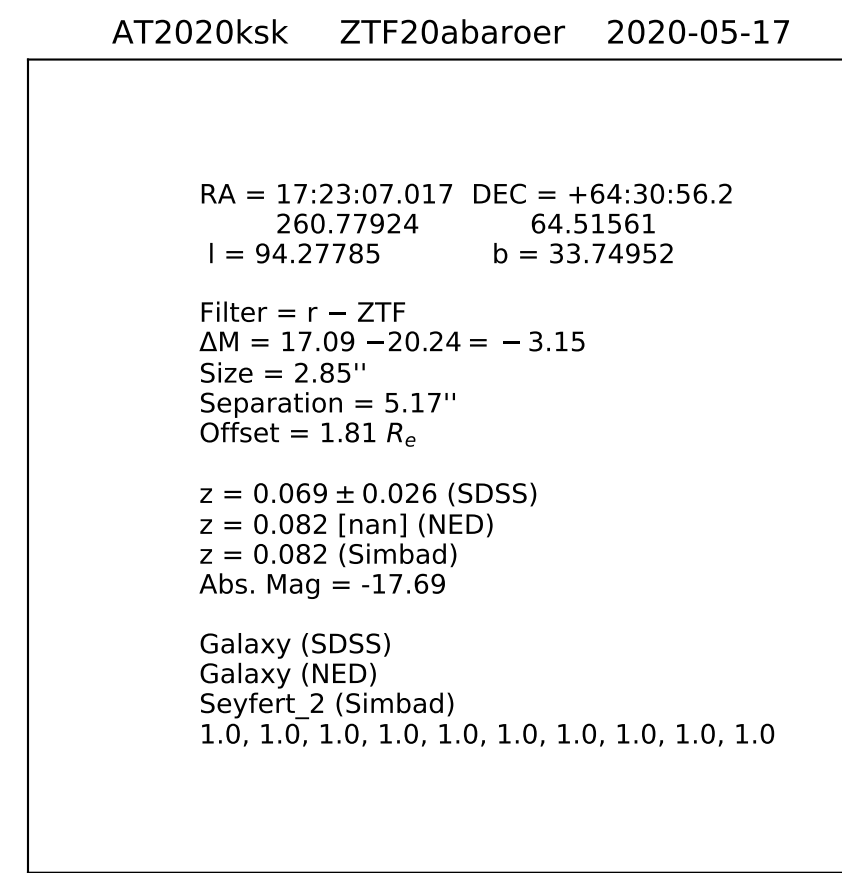 AT2020ksk ZTF20abaroer 2020-05-17
RA = 17:23:07.017 DEC = +64:30:56.2
260.77924 64.51561
l = 94.27785 b = 33.74952
Filter = r − ZTF
ΔM = 17.09 −20.24 = − 3.15
Size = 2.85''
Separation = 5.17''
Offset = 1.81 Rₑ
z = 0.069 ± 0.026 (SDSS)
z = 0.082 [nan] (NED)
z = 0.082 (Simbad)
Abs. Mag = -17.69
Galaxy (SDSS)
Galaxy (NED)
Seyfert_2 (Simbad)
1.0, 1.0, 1.0, 1.0, 1.0, 1.0, 1.0, 1.0, 1.0, 1.0